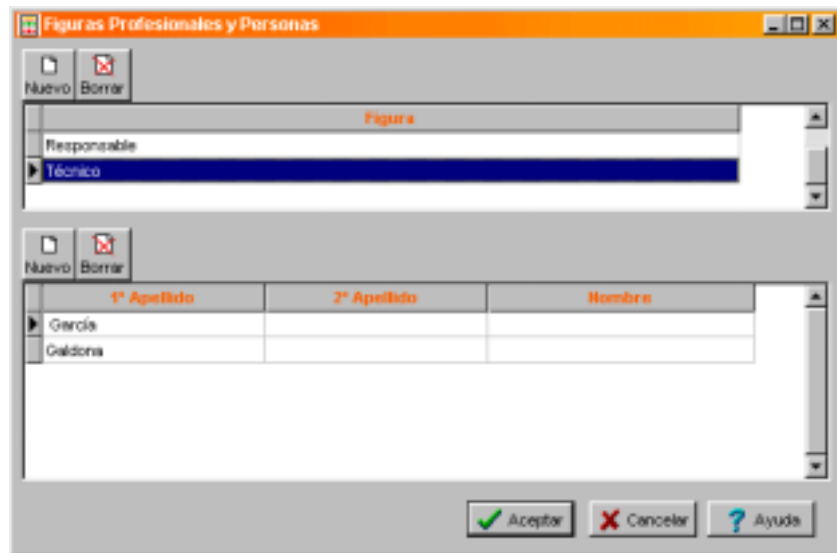 Figuras Profesionales y Personas
Nuevo Borrar
Figura
Responsable
Técnico
Nuevo Borrar
1º Apellido 2º Apellido Nombre
García
Galdona
Aceptar Cancelar Ayuda